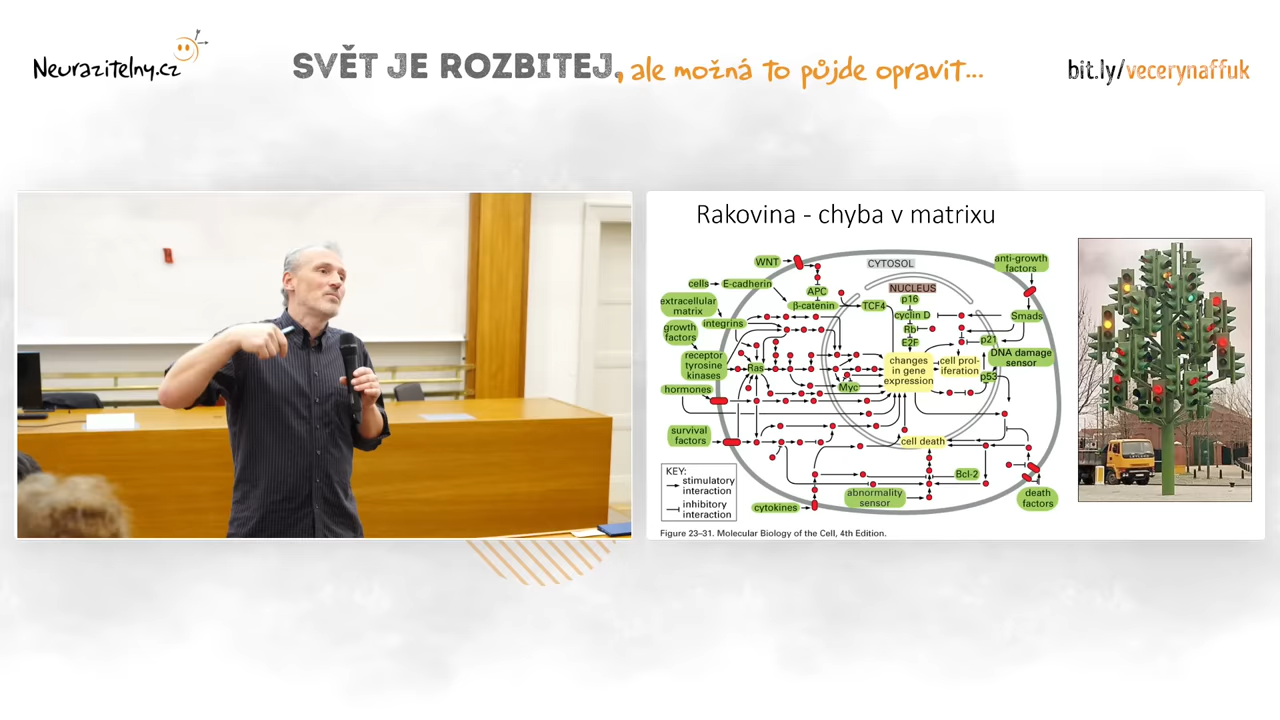 Neurazitelny.cz
SVĚT JE ROZBITEJ, ale možná to půjde opravit...
bit.ly/vecerynaffuk
Rakovina - chyba v matrixu
WNT
CYTOSOL
anti-growth
factors
cells
E-cadherin
APC
NUCLEUS
extracellular
matrix
β-catenin
TCF4
p16
cyclin D
Smads
growth
factors
integrins
Rb
E2F
p21
DNA damage
sensor
receptor
tyrosine
kinases
Ras
changes
in gene
expression
cell prol-
iferation
p53
hormones
Myc
survival
factors
cell death
KEY:
stimulatory
interaction
inhibitory
interaction
Bcl-2
abnormality
sensor
death
factors
cytokines
Figure 23–31. Molecular Biology of the Cell, 4th Edition.